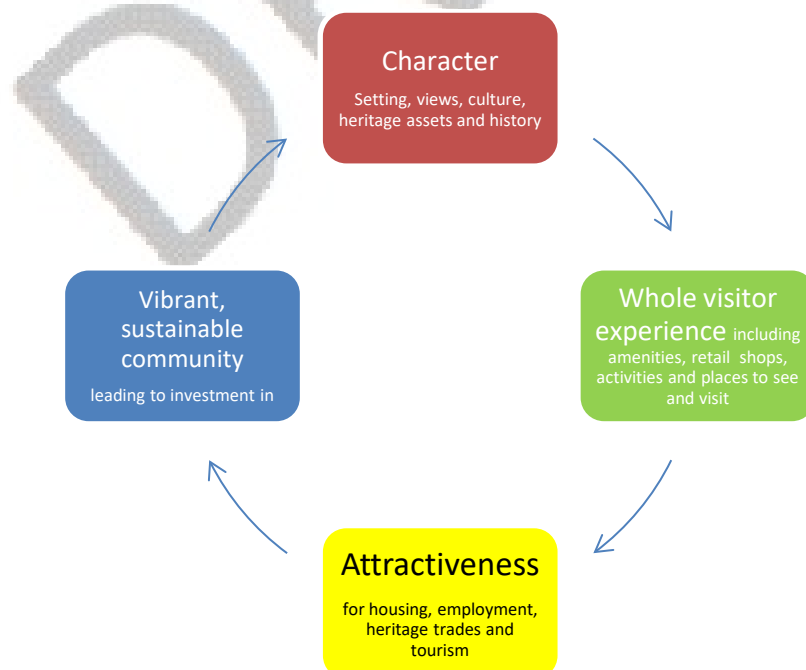 Character
Setting, views, culture,
heritage assets and history
Whole visitor
experience including
amenities, retail shops,
activities and places to see
and visit
Attractiveness
for housing, employment,
heritage trades and
tourism
Vibrant,
sustainable
community
leading to investment in